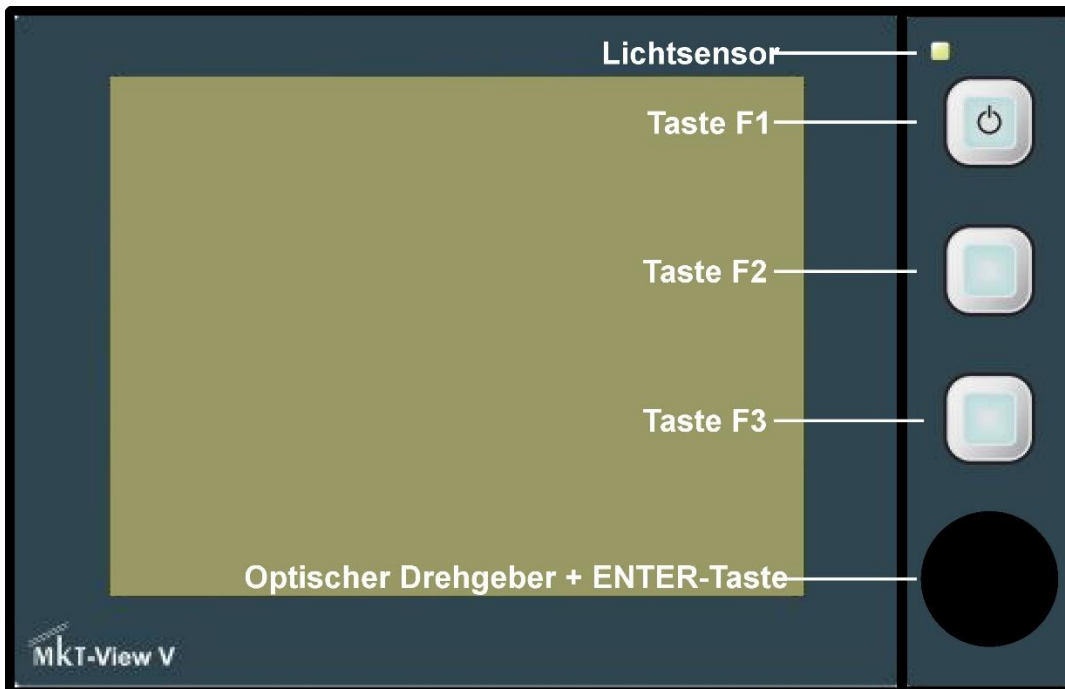 Lichtsensor
Taste F1
Taste F2
Taste F3
Optischer Drehgeber + ENTER-Taste
MKT-View V